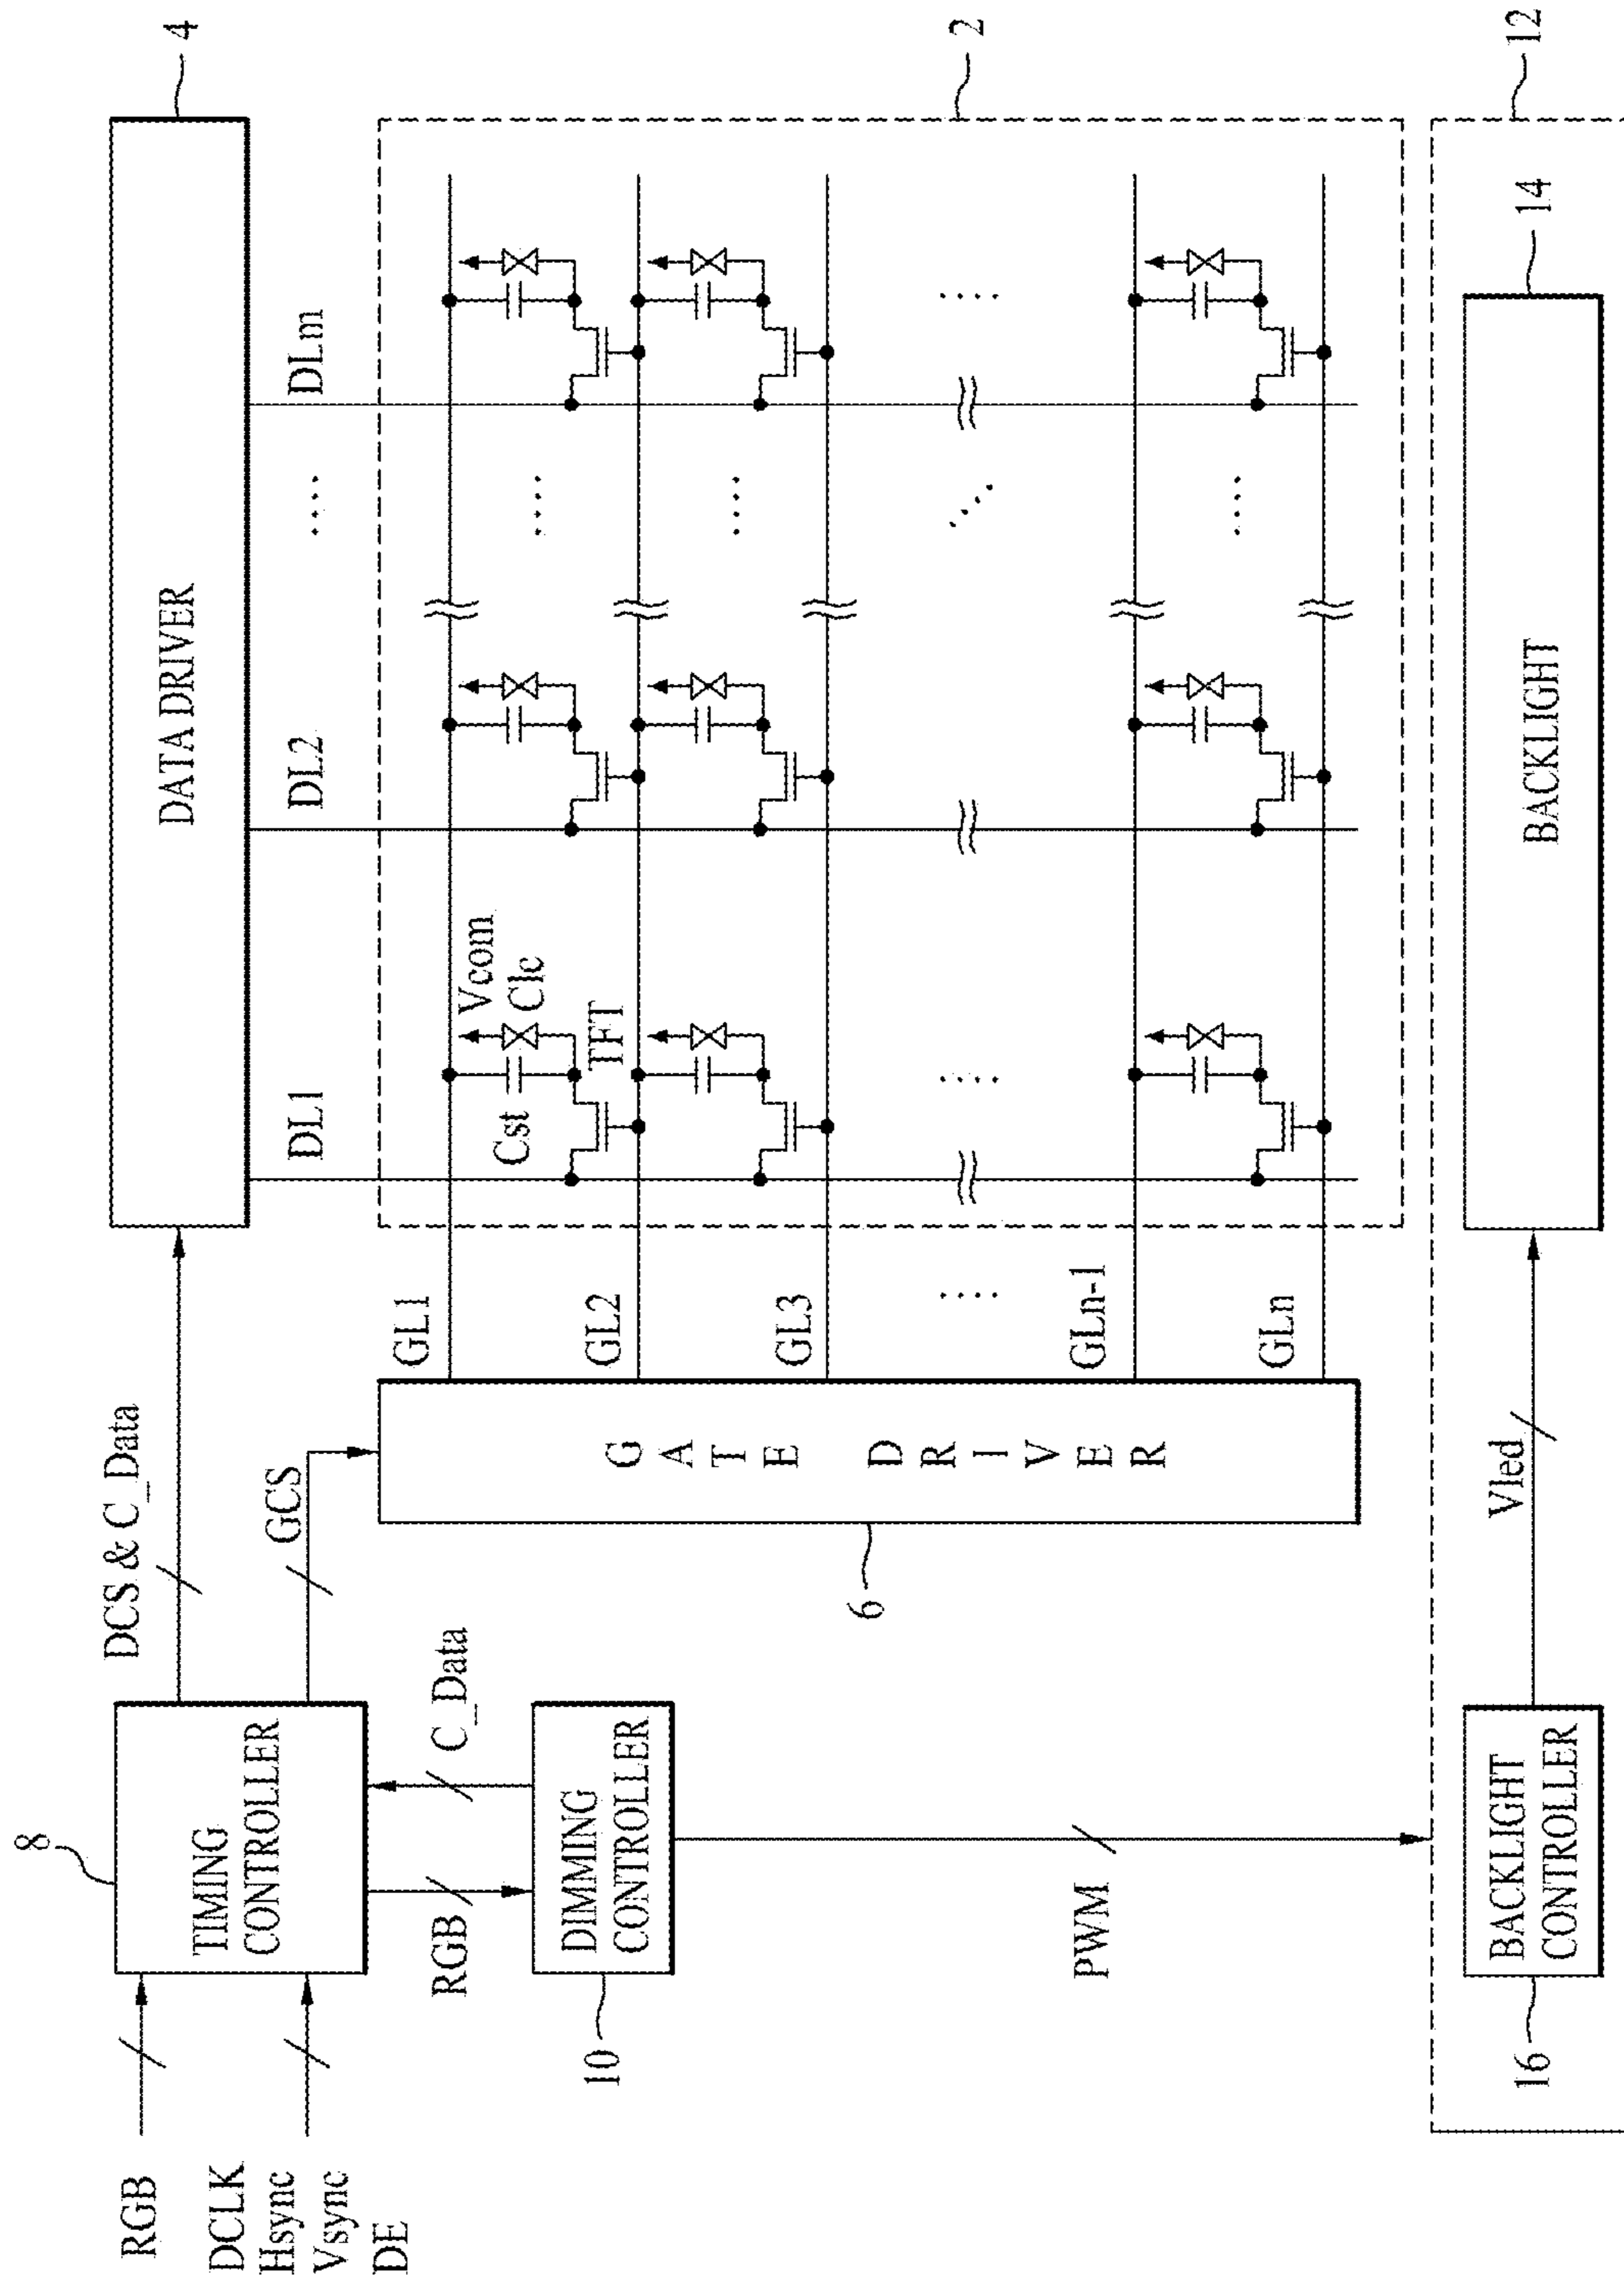 RGB
DCLK
Hsync
Vsync
DE
8
TIMING
CONTROLLER
DCS & C_Data
GCS
DATA DRIVER
4
RGB
C_Data
10
DIMMING
CONTROLLER
PWM
6
GATE DRIVER
DL1
DL2
....
DLm
GL1
GL2
GL3
....
GLn-1
GLn
Vcom
Clc
Cst
TFT
....
....
....
....
....
....
2
12
16
BACKLIGHT
CONTROLLER
Vled
BACKLIGHT
14